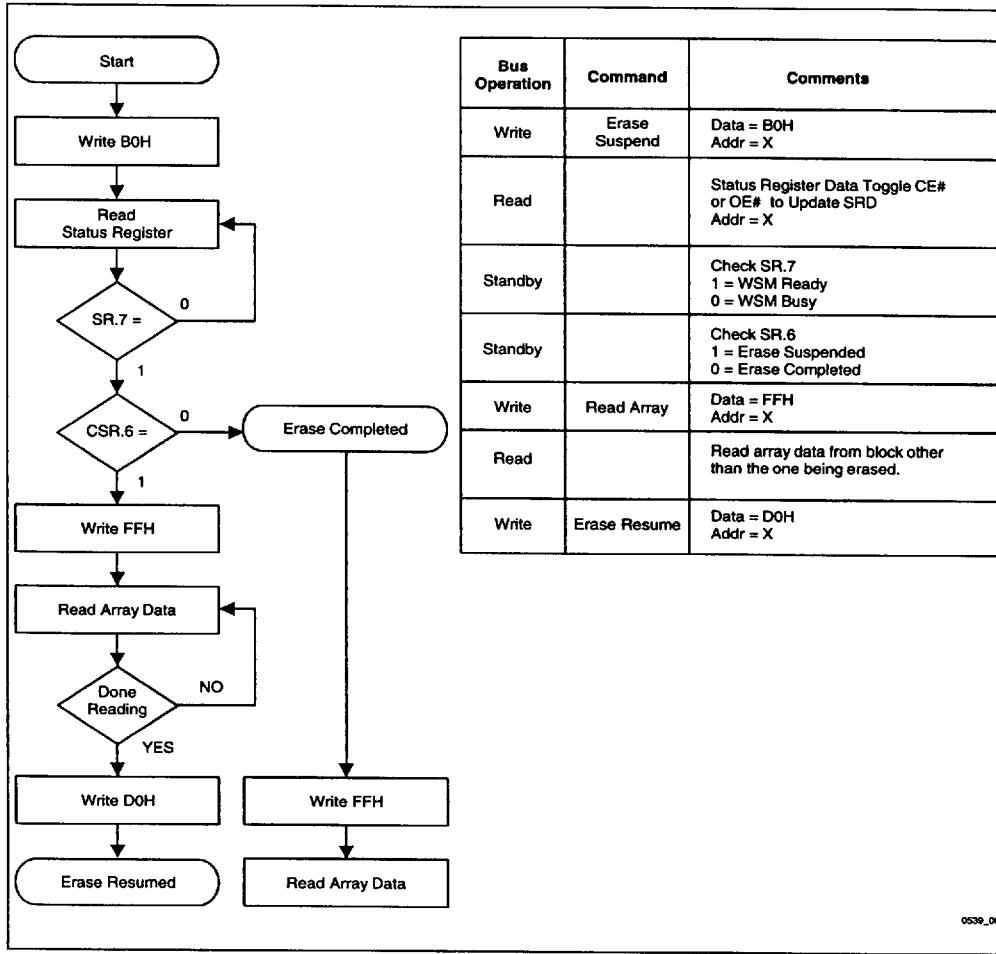 Start
Write B0H
Read
Status Register
0
SR.7 =
1
0
CSR.6 =
Erase Completed
1
Write FFH
Read Array Data
NO
Done
Reading
YES
Write D0H
Write FFH
Erase Resumed
Read Array Data
Bus
Operation
Command
Comments
Write
Erase
Suspend
Data = B0H
Addr = X
Read
Status Register Data Toggle CE#
or OE# to Update SRD
Addr = X
Standby
Check SR.7
1 = WSM Ready
0 = WSM Busy
Standby
Check SR.6
1 = Erase Suspended
0 = Erase Completed
Write
Read Array
Data = FFH
Addr = X
Read
Read array data from block other
than the one being erased.
Write
Erase Resume
Data = D0H
Addr = X